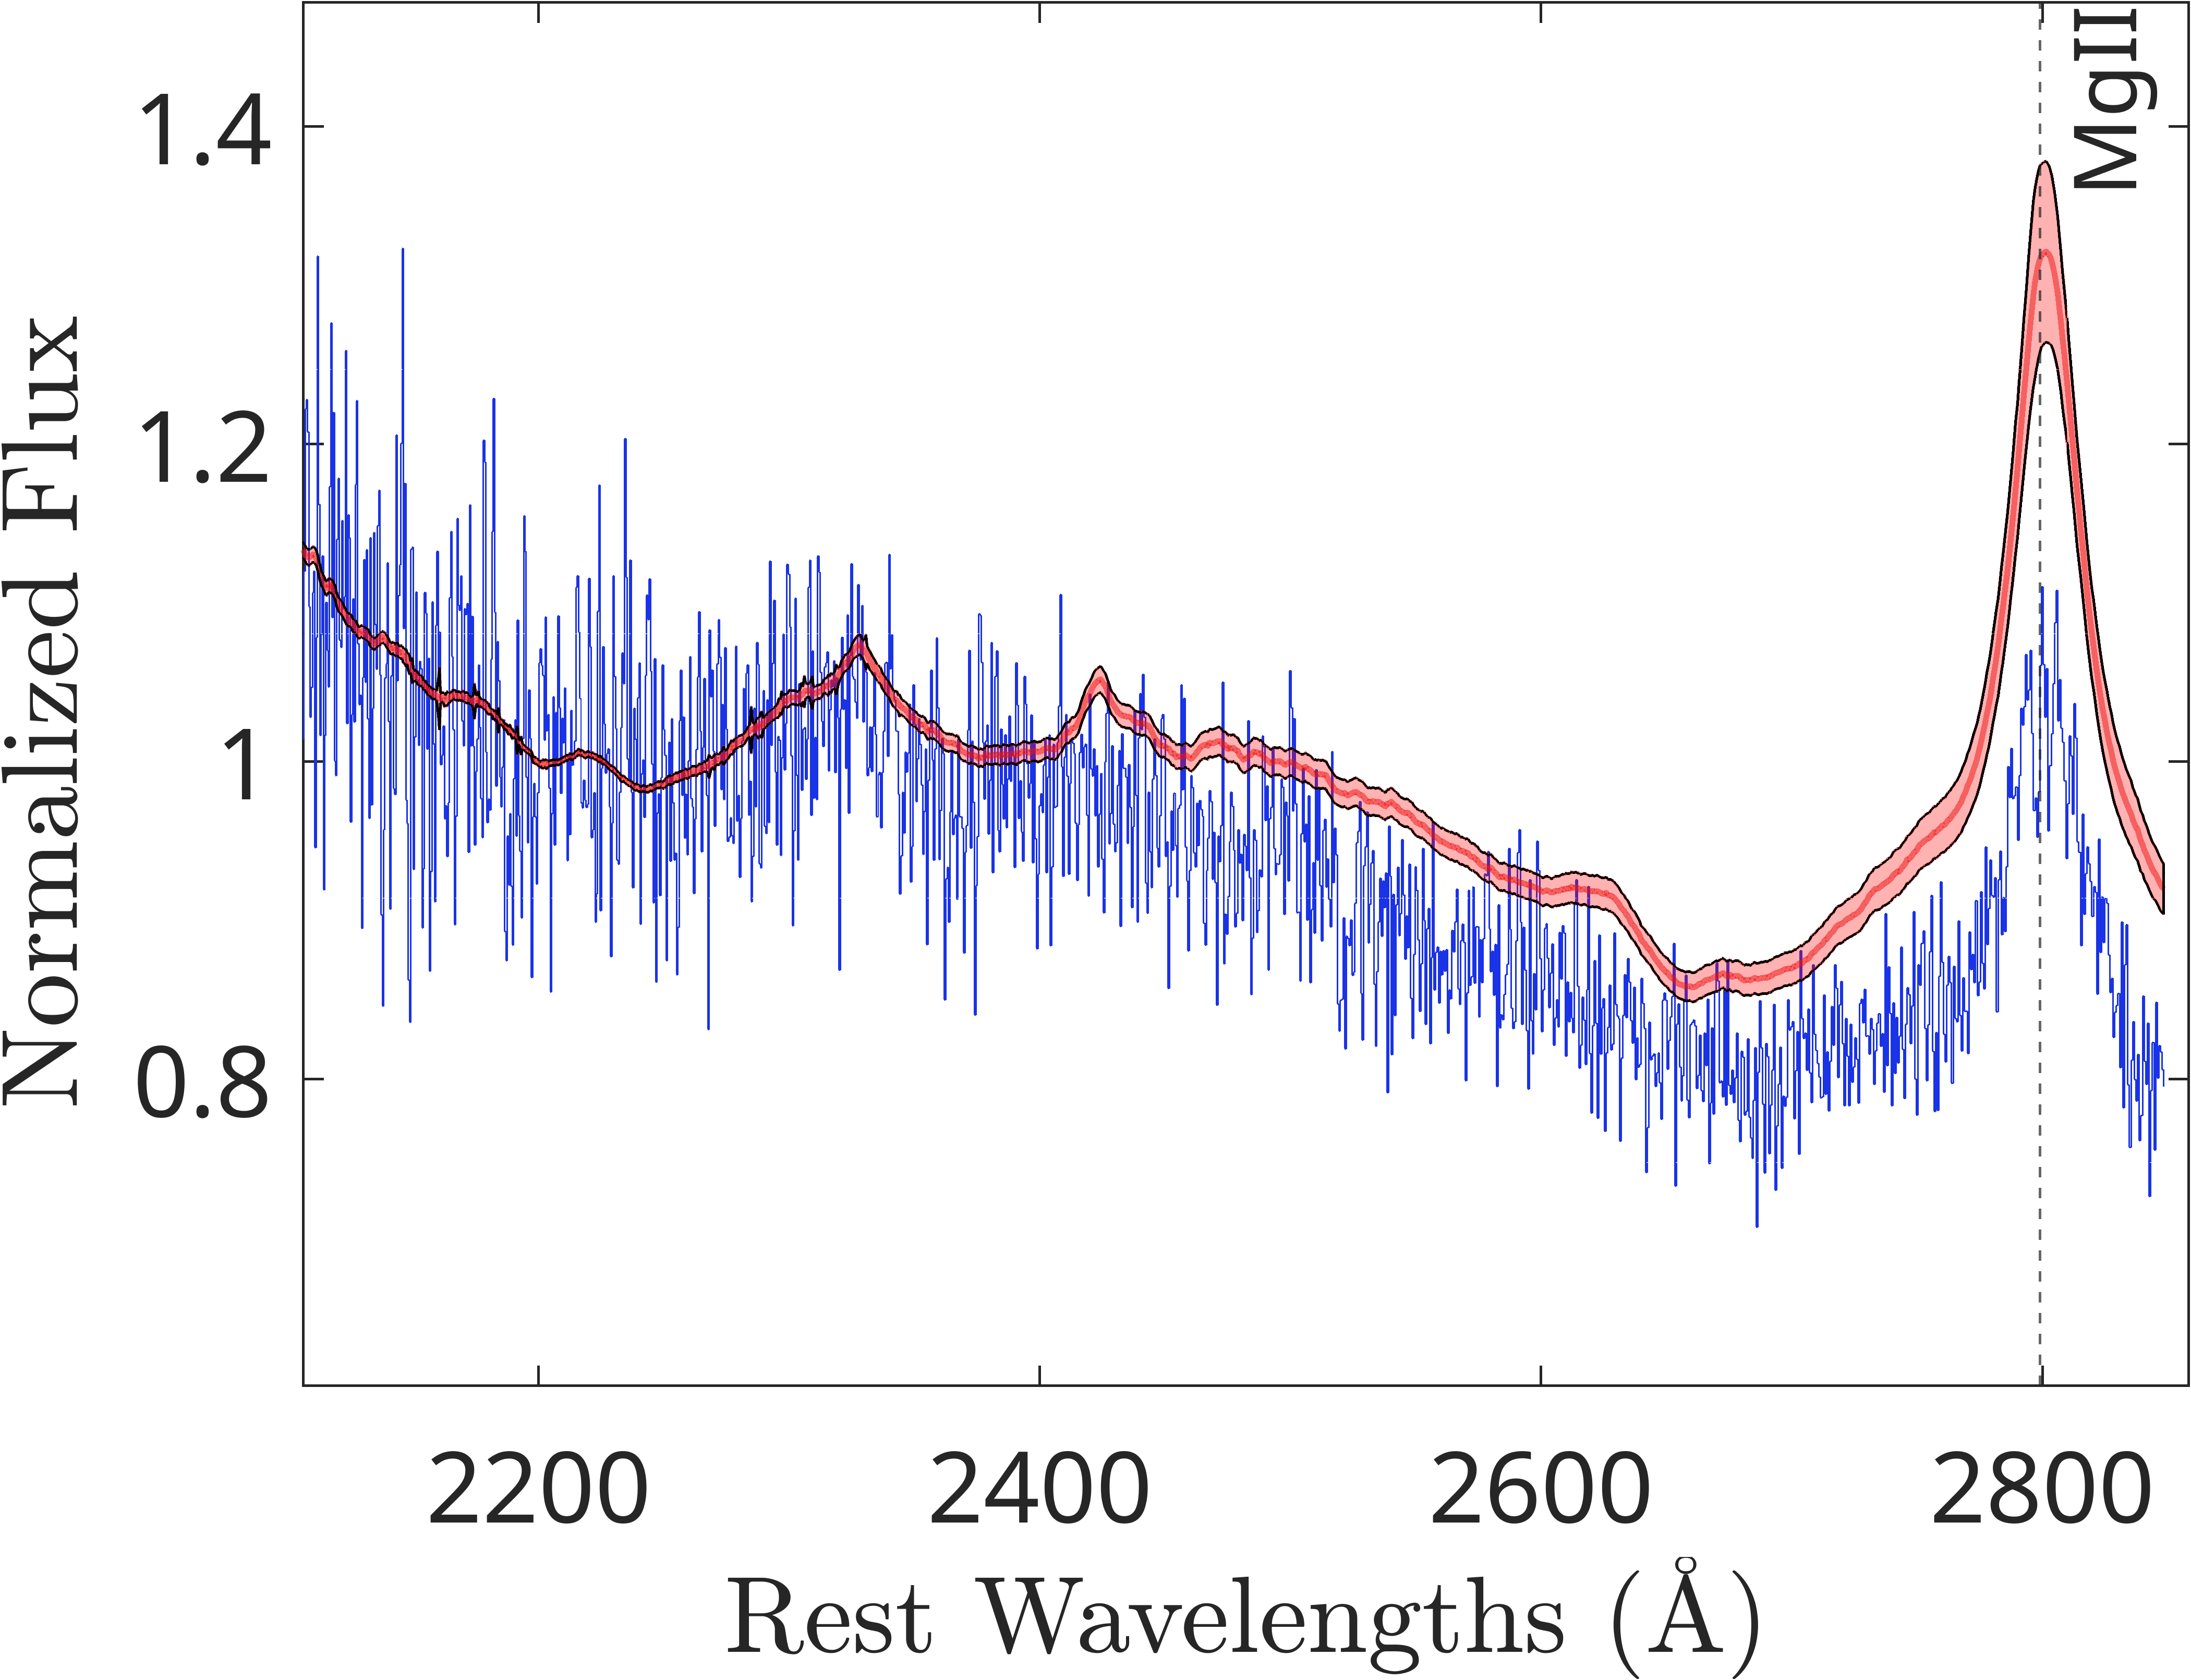 Normalized Flux
1.4
1.2
1
0.8
MgII
2200 2400 2600 2800
Rest Wavelengths (Å)